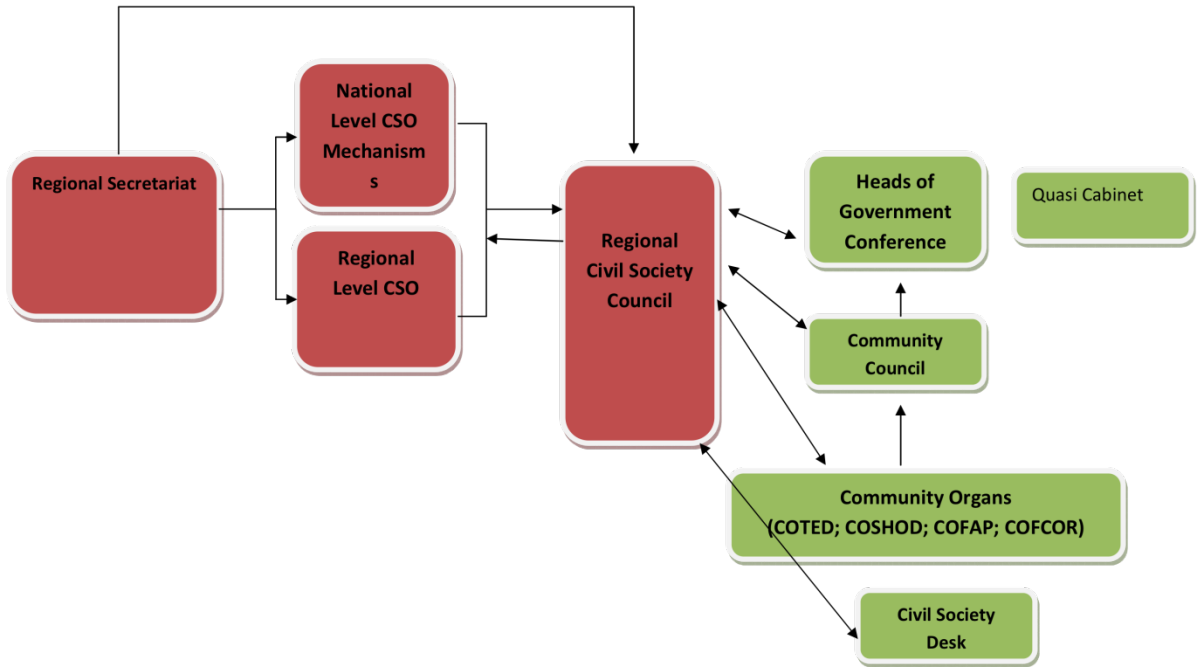 National
Level CSO
Mechanism
s
Regional Secretariat
Regional
Level CSO
Regional
Civil Society
Council
Heads of
Government
Conference
Quasi Cabinet
Community
Council
Community Organs
(COTED; COSHOD; COFAP; COFCOR)
Civil Society
Desk